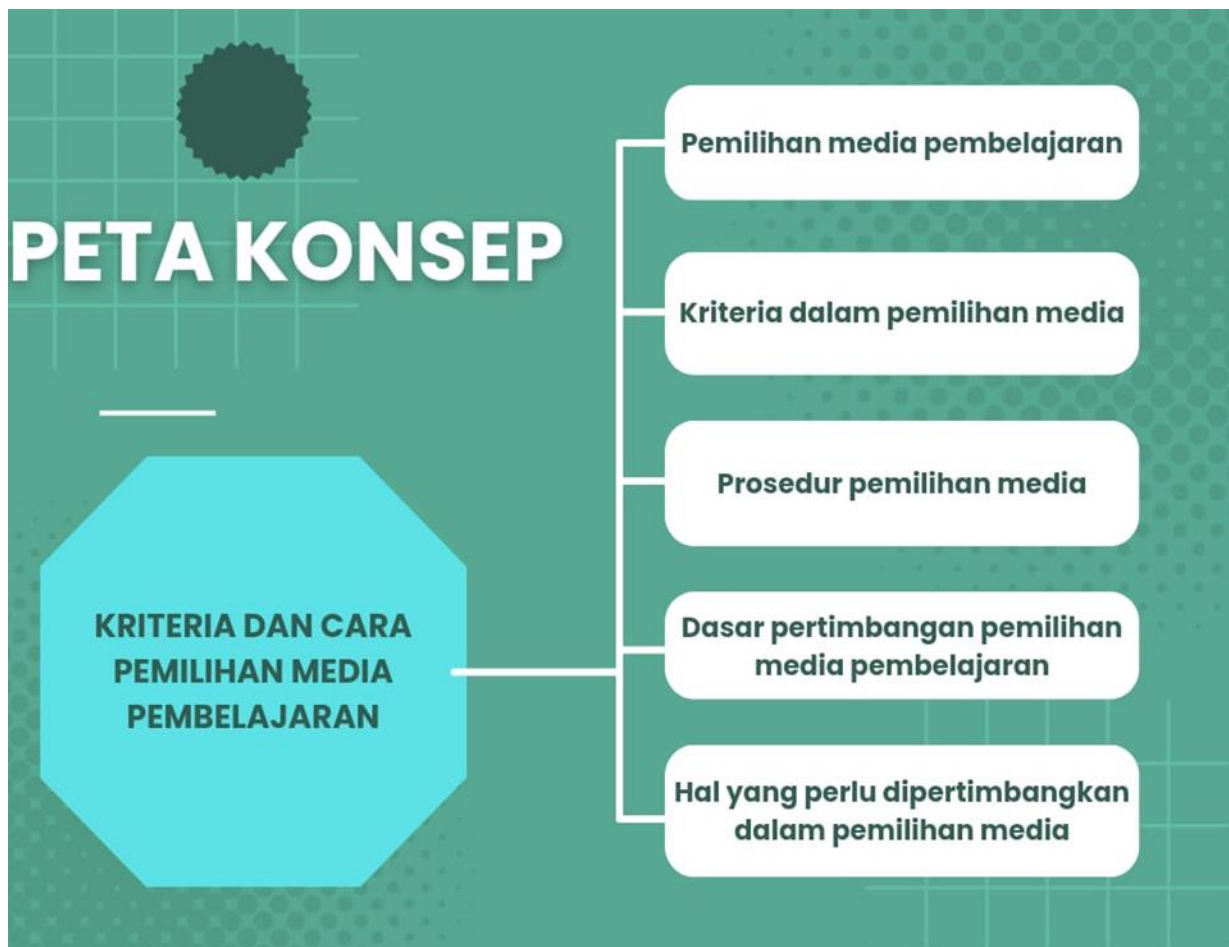 PETA KONSEP
KRITERIA DAN CARA
PEMILIHAN MEDIA
PEMBELAJARAN
Pemilihan media pembelajaran
Kriteria dalam pemilihan media
Prosedur pemilihan media
Dasar pertimbangan pemilihan
media pembelajaran
Hal yang perlu dipertimbangkan
dalam pemilihan media